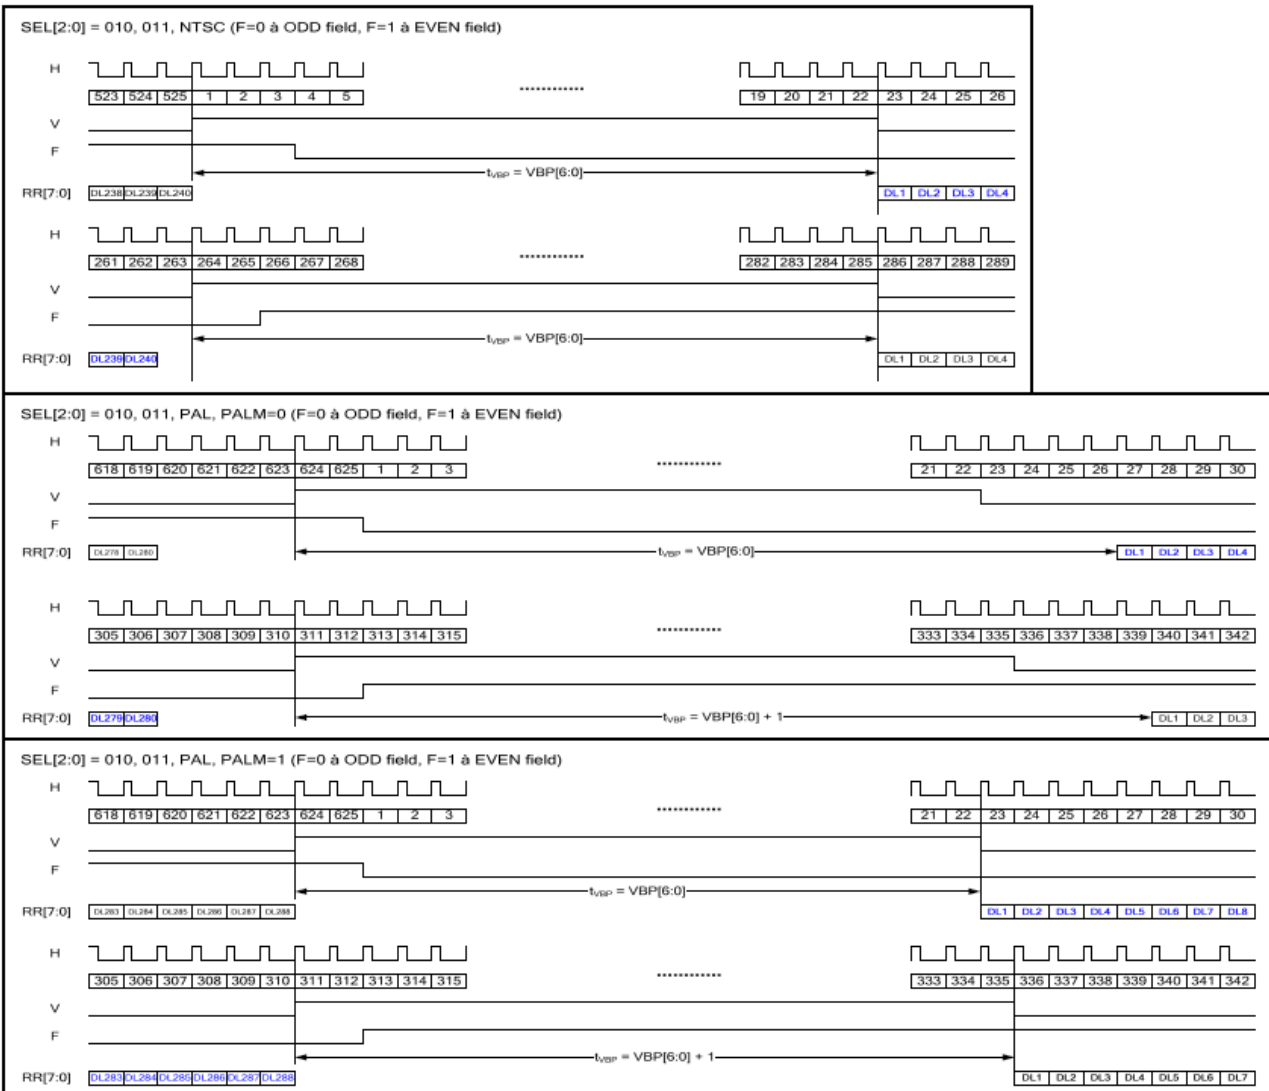 SEL[2:0] = 010, 011, NTSC (F=0 à ODD field, F=1 à EVEN field)
H
523 524 525 1 2 3 4 5 ............ 19 20 21 22 23 24 25 26
V
F
tVBP = VBP[6:0]
RR[7:0] DL238 DL239 DL240 DL1 DL2 DL3 DL4
H
261 262 263 264 265 266 267 268 ............ 282 283 284 285 286 287 288 289
V
F
tVBP = VBP[6:0]
RR[7:0] DL239 DL240 DL1 DL2 DL3 DL4
SEL[2:0] = 010, 011, PAL, PALM=0 (F=0 à ODD field, F=1 à EVEN field)
H
618 619 620 621 622 623 624 625 1 2 3 ............ 21 22 23 24 25 26 27 28 29 30
V
F
RR[7:0] DL280 tVBP = VBP[6:0] DL1 DL2 DL3 DL4
H
305 306 307 308 309 310 311 312 313 314 315 ............ 333 334 335 336 337 338 339 340 341 342
V
F
RR[7:0] DL279 DL280 tVBP = VBP[6:0] + 1 DL1 DL2 DL3
SEL[2:0] = 010, 011, PAL, PALM=1 (F=0 à ODD field, F=1 à EVEN field)
H
618 619 620 621 622 623 624 625 1 2 3 ............ 21 22 23 24 25 26 27 28 29 30
V
F
tVBP = VBP[6:0]
RR[7:0] DL283 DL284 DL285 DL286 DL287 DL288 DL1 DL2 DL3 DL4 DL5 DL6 DL7 DL8
H
305 306 307 308 309 310 311 312 313 314 315 ............ 333 334 335 336 337 338 339 340 341 342
V
F
tVBP = VBP[6:0] + 1
RR[7:0] DL283 DL284 DL285 DL286 DL287 DL288 DL1 DL2 DL3 DL4 DL5 DL6 DL7